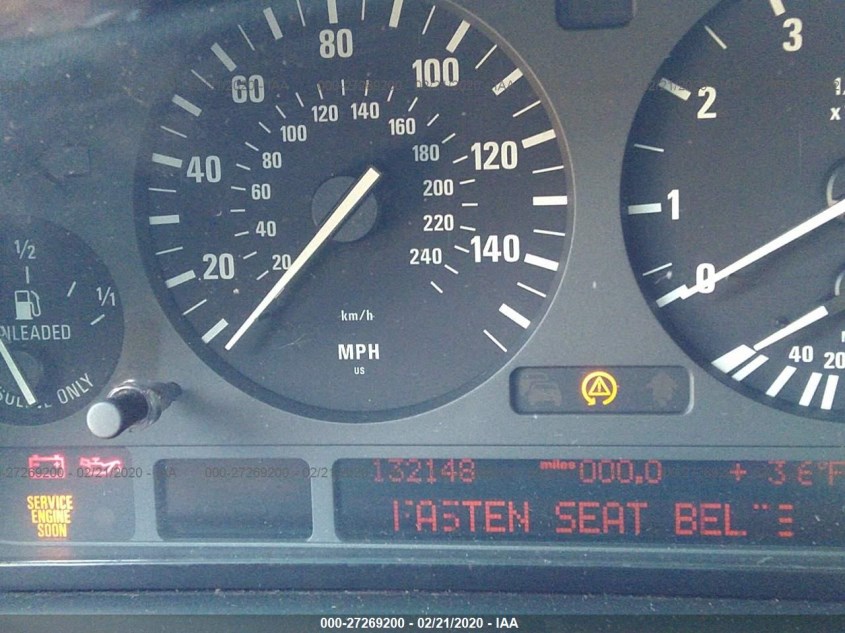 80
60
100
40
120
20
140
120
140
100
160
80
180
60
200
40
220
20
240
km/h
MPH
US
1/2
1/1
UNLEADED
ONLY
3
2
1
0
40
20
SERVICE
ENGINE
SOON
132148
miles
000.0
+ 36°F
FASTEN SEAT BELTS
000-27269200 - 02/21/2020 - IAA